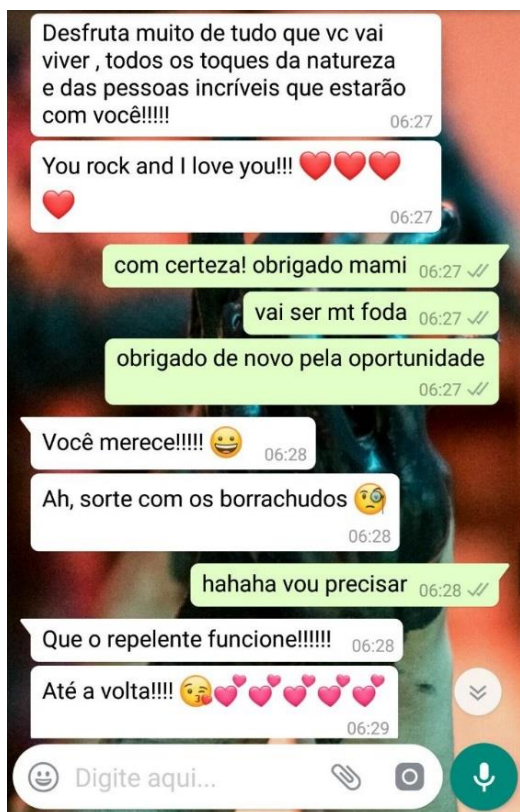 Desfruta muito de tudo que vc vai
viver , todos os toques da natureza
e das pessoas incríveis que estarão
com você!!!!!
06:27
You rock and I love you!!! ❤️❤️❤️
❤️
06:27
com certeza! obrigado mami 06:27
vai ser mt foda 06:27
obrigado de novo pela oportunidade
06:27
Você merece!!!!! 😀 06:28
Ah, sorte com os borrachudos 🧐
06:28
hahaha vou precisar 06:28
Que o repelente funcione!!!!!! 06:28
Até a volta!!!! 😘💕💕💕💕💕
06:29
Digite aqui...